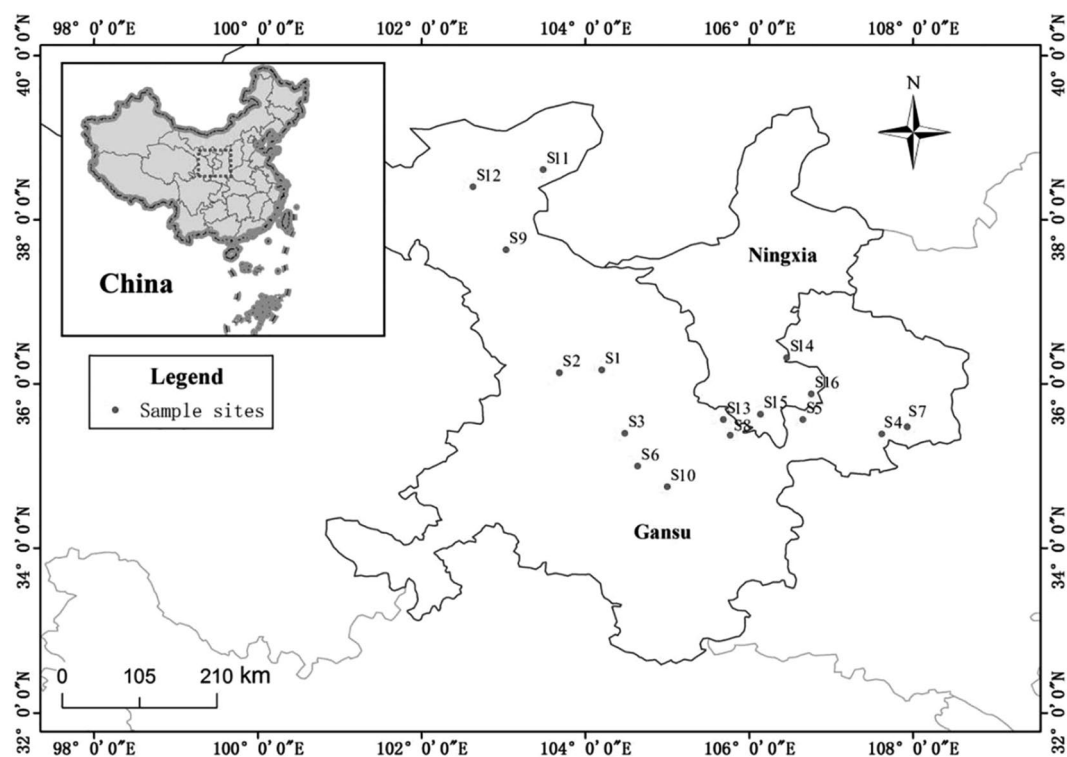 98° 0′0″E 100° 0′0″E 102° 0′0″E 104° 0′0″E 106° 0′0″E 108° 0′0″E
40° 0′0″N
40° 0′0″N
N
S11
S12
38° 0′0″N
38° 0′0″N
S9
Ningxia
China
S14
S2
S1
36° 0′0″N
36° 0′0″N
Legend
Sample sites
S16
S13
S15
S5
S7
S4
S3
S8
S6
S10
Gansu
34° 0′0″N
34° 0′0″N
0 105 210 km
32° 0′0″N
32° 0′0″N
98° 0′0″E 100° 0′0″E 102° 0′0″E 104° 0′0″E 106° 0′0″E 108° 0′0″E